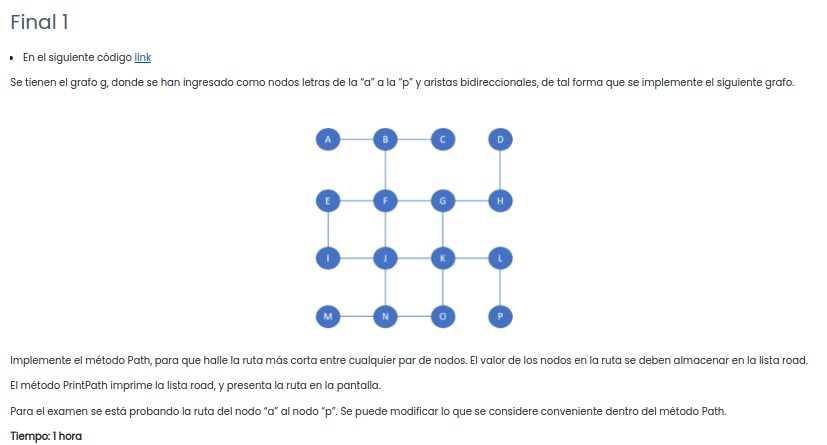 Final 1
En el siguiente código link
Se tienen el grafo g, donde se han ingresado como nodos letras de la "a" a la "p" y aristas bidireccionales, de tal forma que se implemente el siguiente grafo.
A B C D
E F G H
I J K L
M N O P
Implemente el método Path, para que halle la ruta más corta entre cualquier par de nodos. El valor de los nodos en la ruta se deben almacenar en la lista road.
El método PrintPath imprime la lista road, y presenta la ruta en la pantalla.
Para el examen se está probando la ruta del nodo "a" al nodo "p". Se puede modificar lo que se considere conveniente dentro del método Path.
Tiempo: 1 hora